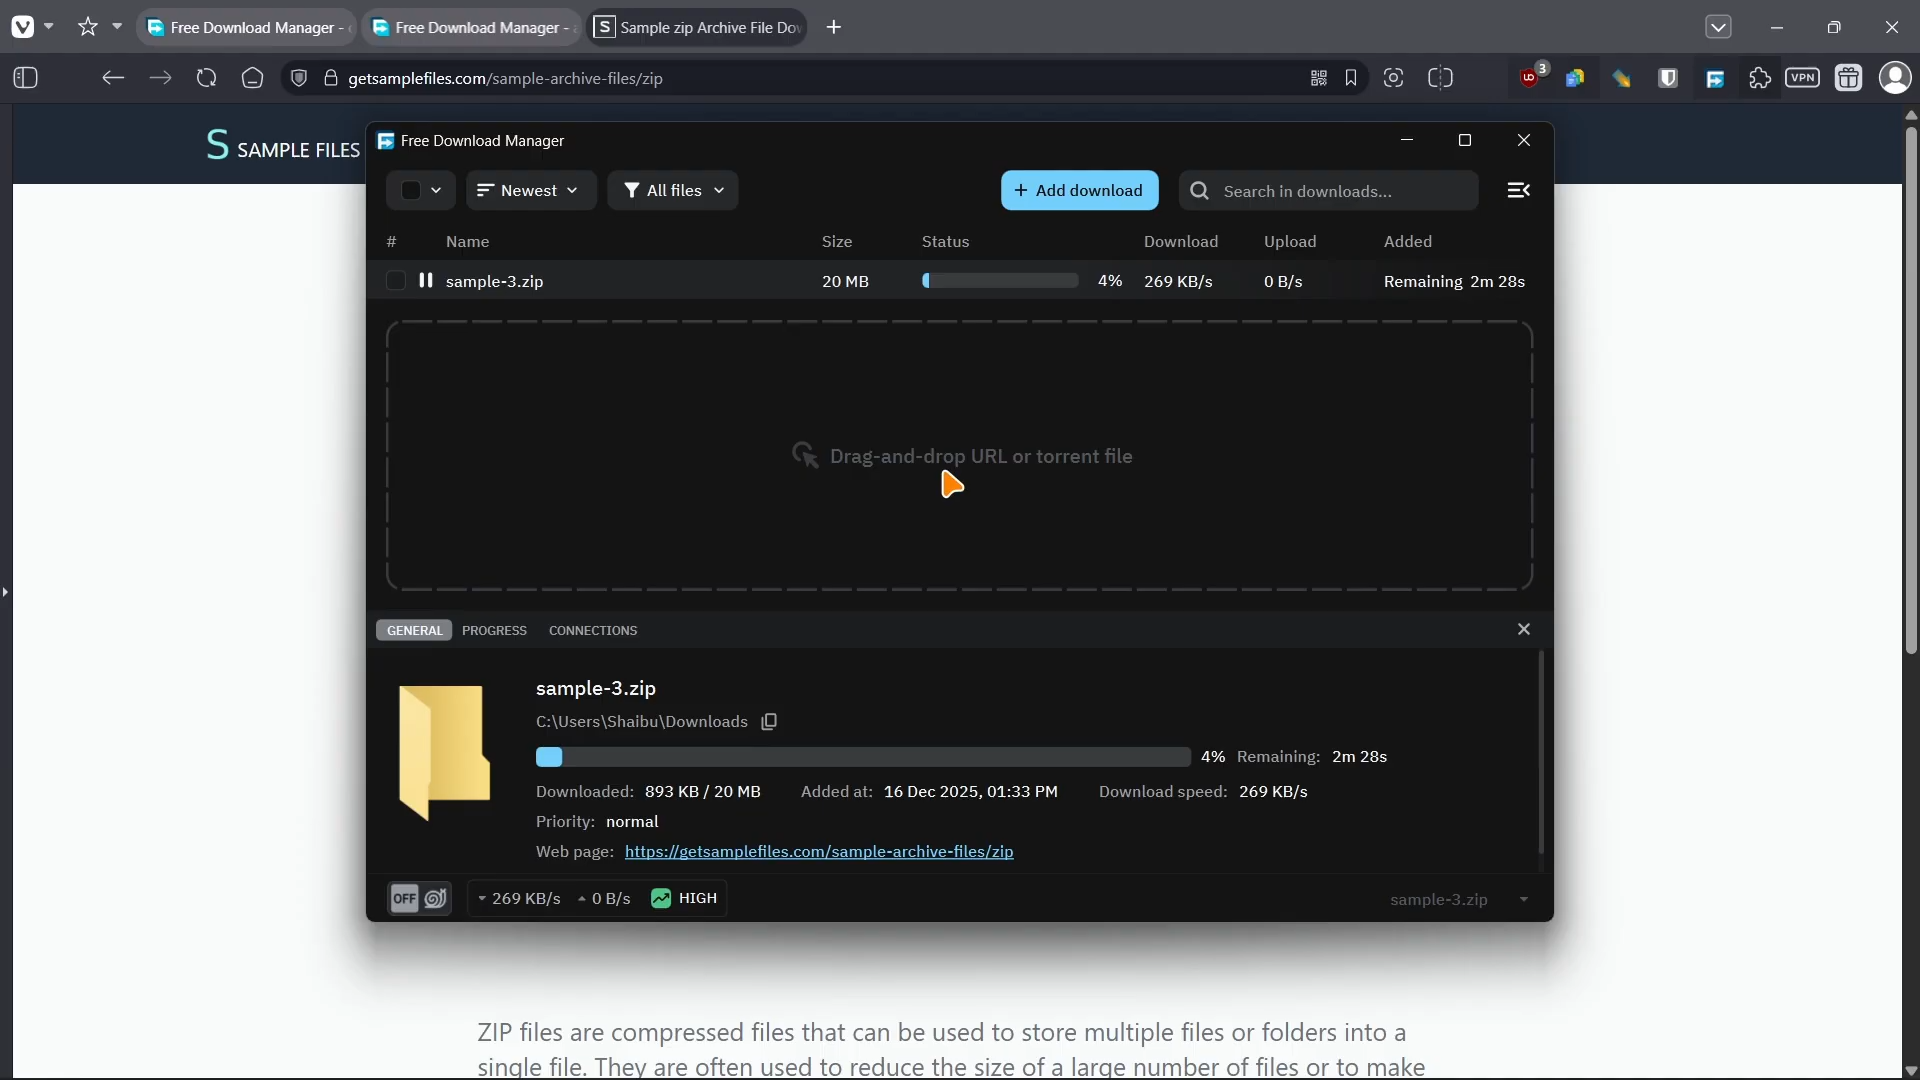 Free Download Manager -
Free Download Manager -
S Sample zip Archive File Dow
getsamplefiles.com/sample-archive-files/zip
3
VPN
S SAMPLE FILES
Free Download Manager
Newest
All files
+ Add download
Search in downloads...
# Name Size Status Download Upload Added
sample-3.zip 20 MB 4% 269 KB/s 0 B/s Remaining 2m 28s
Drag-and-drop URL or torrent file
GENERAL PROGRESS CONNECTIONS
sample-3.zip
C:\Users\Shaibu\Downloads
4% Remaining: 2m 28s
Downloaded: 893 KB / 20 MB Added at: 16 Dec 2025, 01:33 PM Download speed: 269 KB/s
Priority: normal
Web page: https://getsamplefiles.com/sample-archive-files/zip
OFF 269 KB/s 0 B/s HIGH sample-3.zip
ZIP files are compressed files that can be used to store multiple files or folders into a
single file. They are often used to reduce the size of a large number of files or to make